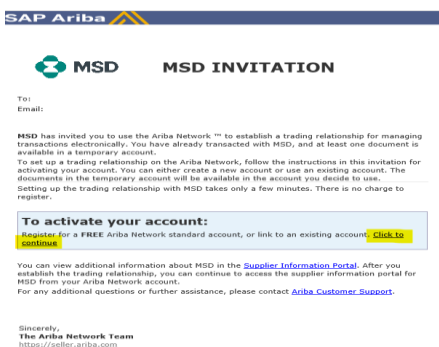 SAP Ariba
MSD MSD INVITATION
To:
Email:
MSD has invited you to use the Ariba Network ™ to establish a trading relationship for managing
transactions electronically. You have already transacted with MSD, and at least one document is
available in a temporary account.
To set up a trading relationship on the Ariba Network, follow the instructions in this invitation for
activating your account. You can either create a new account or use an existing account. The
documents in the temporary account will be available in the account you decide to use.
Setting up the trading relationship with MSD takes only a few minutes. There is no charge to
register.
To activate your account:
Register for a FREE Ariba Network standard account, or link to an existing account. Click to
continue
You can view additional information about MSD in the Supplier Information Portal. After you
establish the trading relationship, you can continue to access the supplier information portal for
MSD from your Ariba Network account.
For any additional questions or further assistance, please contact Ariba Customer Support.
Sincerely,
The Ariba Network Team
https://seller.ariba.com